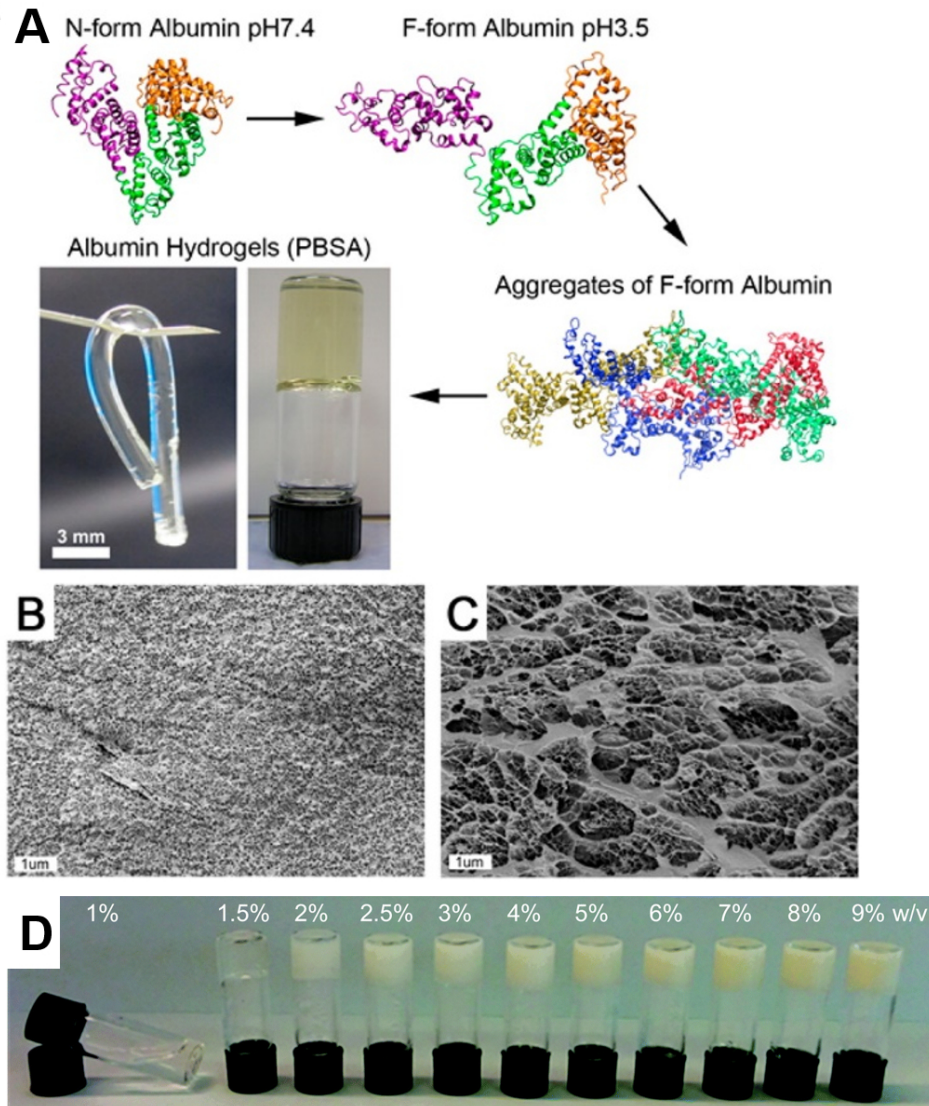 A
N-form Albumin pH7.4
F-form Albumin pH3.5
Albumin Hydrogels (PBSA)
Aggregates of F-form Albumin
3 mm
B
1um
C
1um
D
1% 1.5% 2% 2.5% 3% 4% 5% 6% 7% 8% 9% w/v